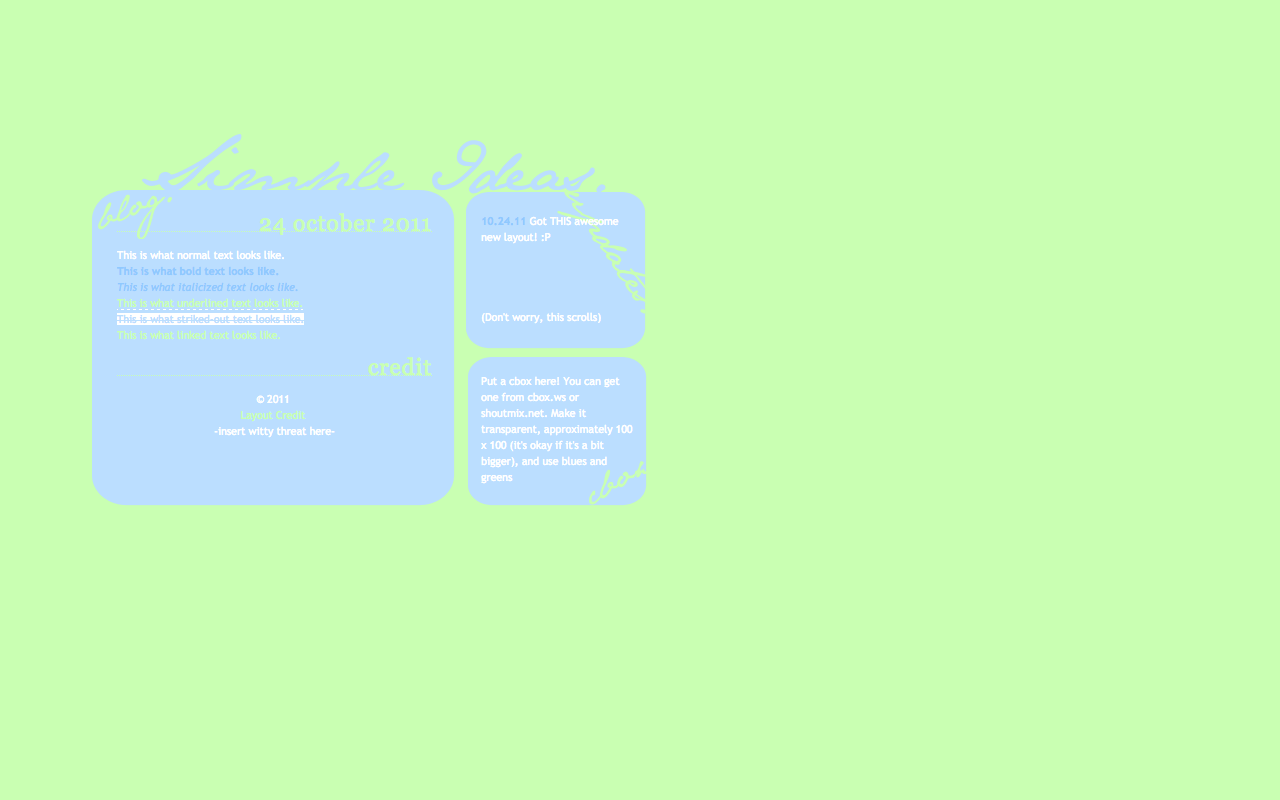 Simple Ideas.
blog.
24 october 2011
This is what normal text looks like.
This is what bold text looks like.
This is what italicized text looks like.
This is what underlined text looks like.
This is what striked-out text looks like.
This is what linked text looks like.
credit
© 2011
Layout Credit
-insert witty threat here-
updates.
10.24.11 Got THIS awesome
new layout! :P
(Don't worry, this scrolls)
Put a cbox here! You can get
one from cbox.ws or
shoutmix.net. Make it
transparent, approximately 100
x 100 (it's okay if it's a bit
bigger), and use blues and
greens
cbox